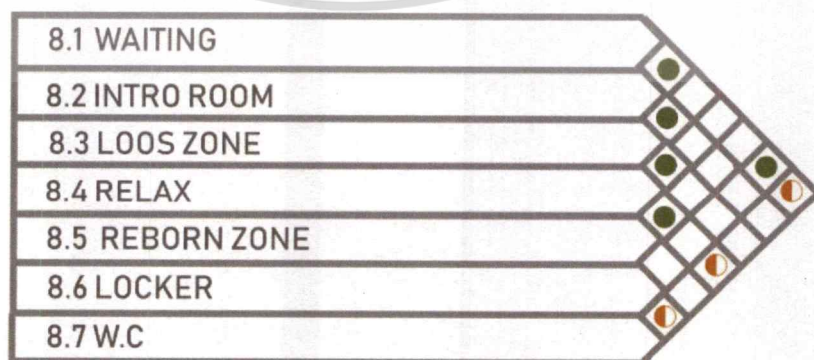 8.1 WAITING
8.2 INTRO ROOM
8.3 LOOS ZONE
8.4 RELAX
8.5 REBORN ZONE
8.6 LOCKER
8.7 W.C